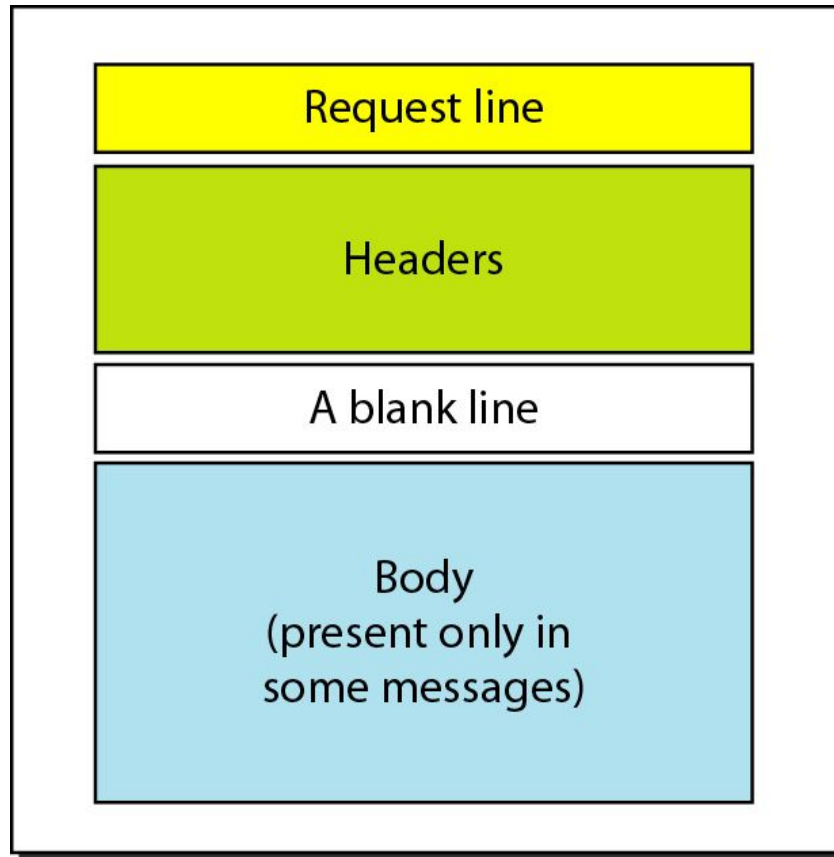 Request line
Headers
A blank line
Body
(present only in
some messages)